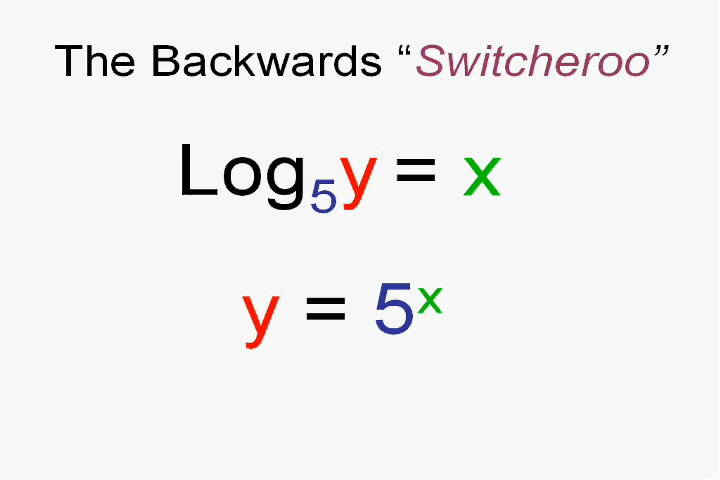 The Backwards “Switcheroo”
Log₅y = x
y = 5ˣ